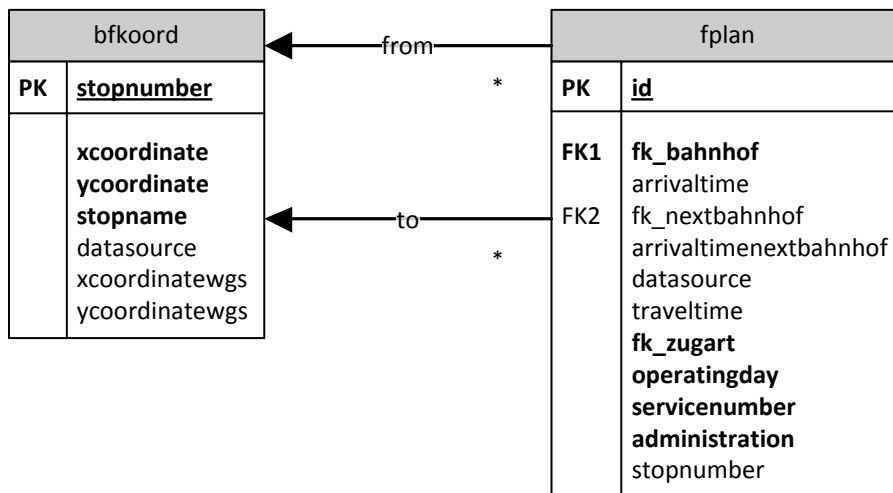 bfkoord
PK stopnumber
xcoordinate
ycoordinate
stopname
datasource
xcoordinatewgs
ycoordinatewgs
from
*
to
*
fplan
PK id
FK1 fk_bahnhof
arrivaltime
FK2 fk_nextbahnhof
arrivaltimenextbahnhof
datasource
traveltime
fk_zugart
operatingday
servicenumber
administration
stopnumber